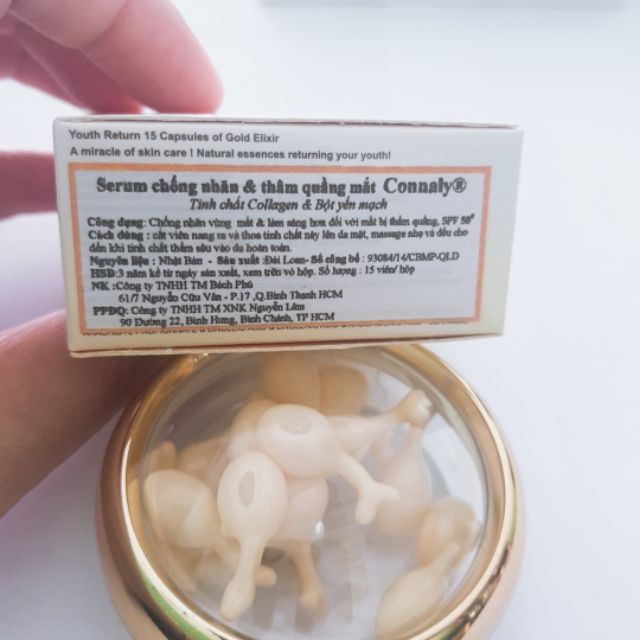 Youth Return 15 Capsules of Gold Elixir
A miracle of skin care ! Natural essences returning your youth!
Serum chống nhăn & thâm quầng mắt Connaly®
Tinh chất Collagen & Bột yến mạch
Công dụng: Chống nhăn vùng mắt & làm sáng hơn đối với mắt bị thâm quầng, SPF 50⁺
Cách dùng : cắt viên nang ra và thoa tinh chất này lên da mặt, massage nhẹ và đều cho
đến khi tinh chất thấm sâu vào da hoàn toàn.
Nguyên liệu : Nhật Bản - Sản xuất :Đài Loan- Số công bố : 93084/14/CBMP-QLD
HSD:3 năm kể từ ngày sản xuất, xem trên vỏ hộp. Số lượng : 15 viên/ hộp
NK :Công ty TNHH TM Bách Phú
61/7 Nguyễn Cửu Vân - P.17 ,Q.Bình Thạnh HCM
PPĐQ: Công ty TNHH TM XNK Nguyễn Lâm
90 Đường 22, Bình Hưng, Bình Chánh, TP HCM